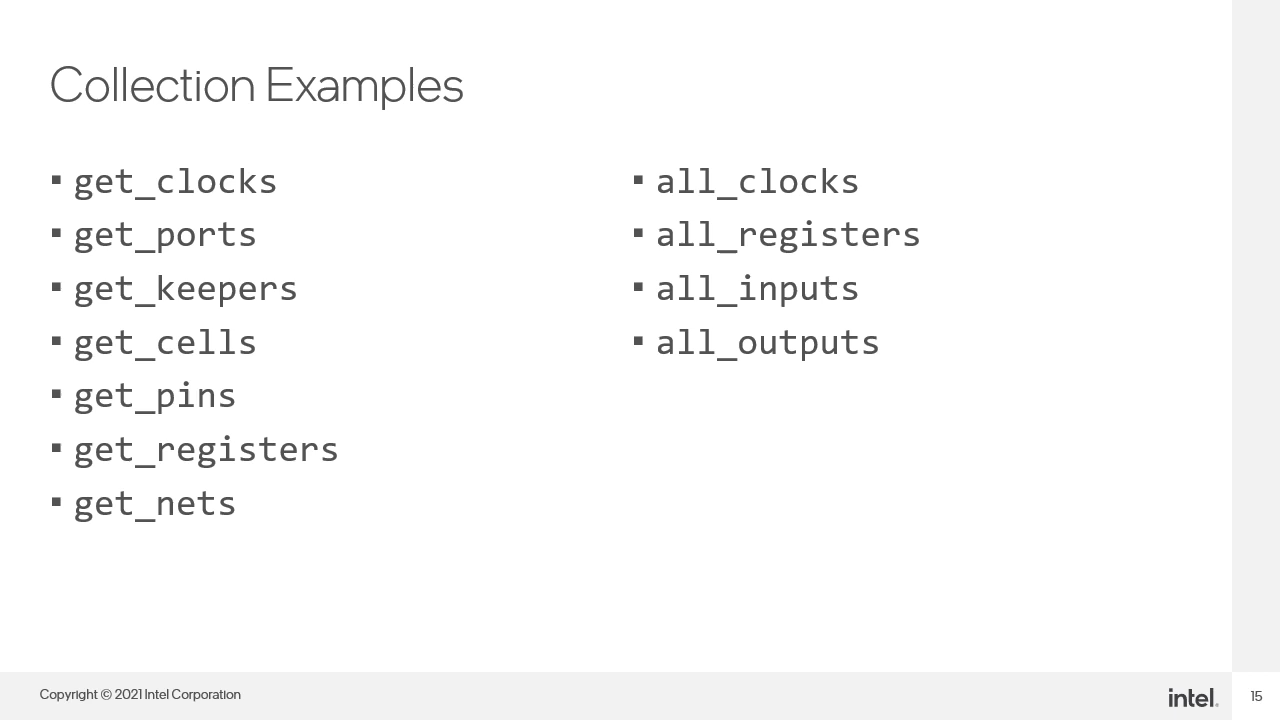 Collection Examples
▪ get_clocks
▪ get_ports
▪ get_keepers
▪ get_cells
▪ get_pins
▪ get_registers
▪ get_nets
▪ all_clocks
▪ all_registers
▪ all_inputs
▪ all_outputs
Copyright © 2021 Intel Corporation
intel.
15